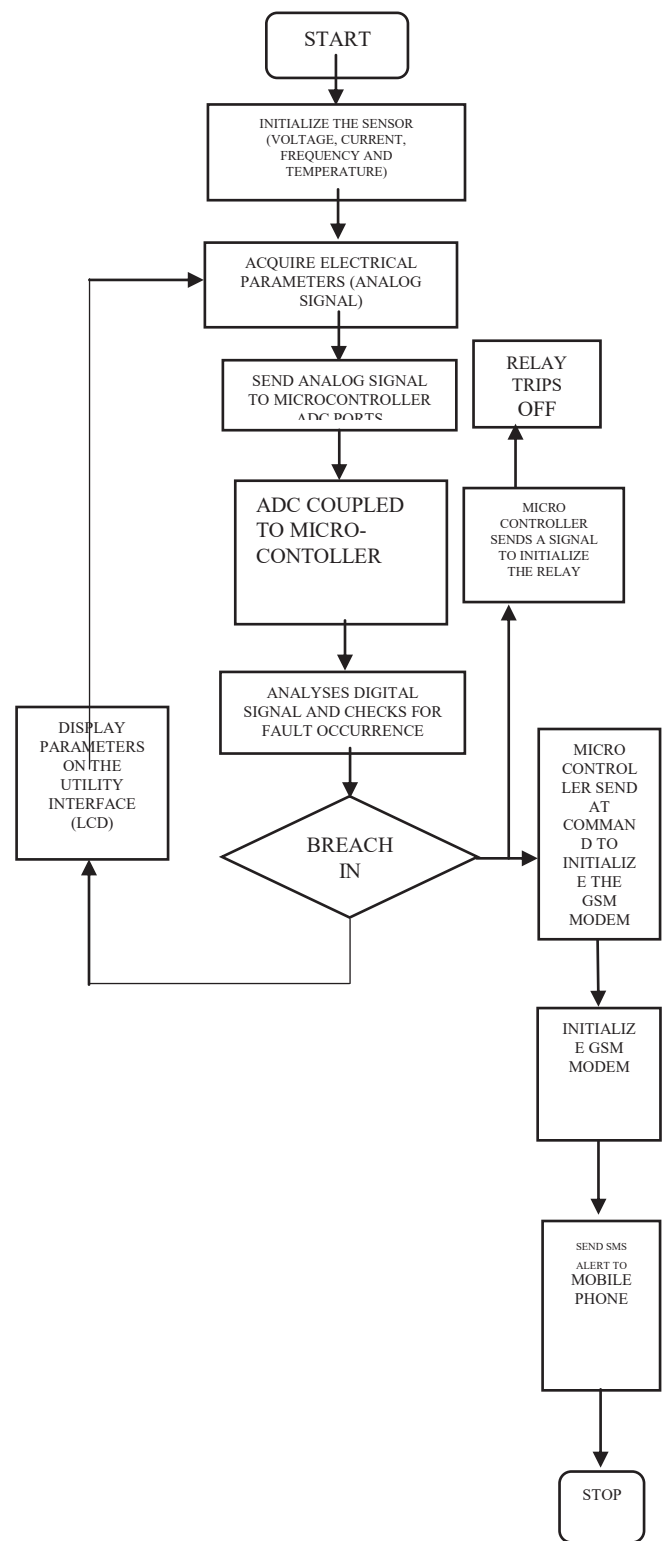 START
INITIALIZE THE SENSOR
(VOLTAGE, CURRENT,
FREQUENCY AND
TEMPERATURE)
ACQUIRE ELECTRICAL
PARAMETERS (ANALOG
SIGNAL)
SEND ANALOG SIGNAL
TO MICROCONTROLLER
ADC PORTS
RELAY
TRIPS
OFF
ADC COUPLED
TO MICRO-
CONTOLLER
MICRO
CONTROLLER
SENDS A SIGNAL
TO INITIALIZE
THE RELAY
ANALYSES DIGITAL
SIGNAL AND CHECKS FOR
FAULT OCCURRENCE
DISPLAY
PARAMETERS
ON THE
UTILITY
INTERFACE
(LCD)
BREACH
IN
MICRO
CONTROL
LER SEND
AT
COMMAN
D TO
INITIALIZ
E THE
GSM
MODEM
INITIALIZ
E GSM
MODEM
SEND SMS
ALERT TO
MOBILE
PHONE
STOP